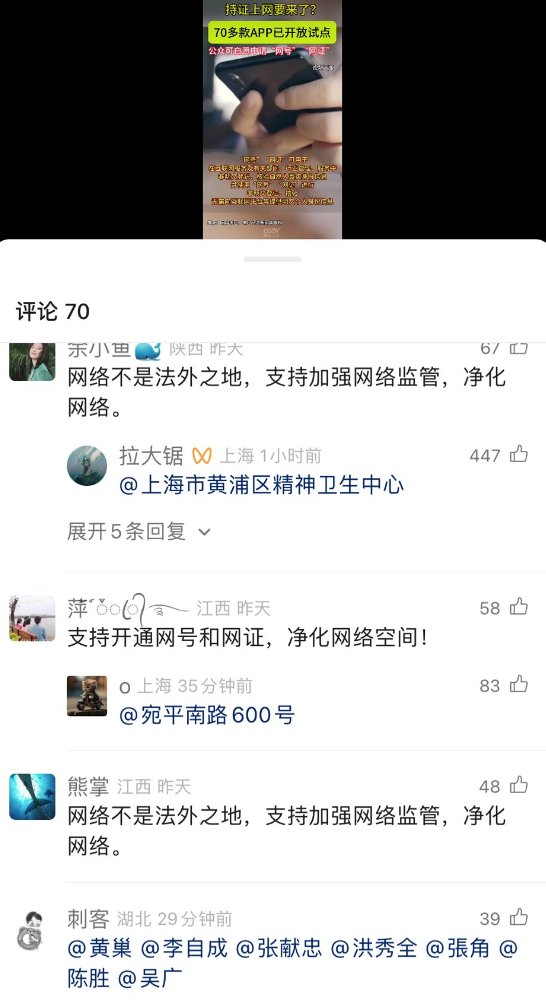 持证上网要来了?
70多款APP已开放试点
公众可自愿申请"网号""网证"
评论 70
余小鱼 陕西 昨天
67
网络不是法外之地，支持加强网络监管，净化
网络。
拉大锯 上海 1小时前
447
@上海市黄浦区精神卫生中心
展开5条回复
萍 江西 昨天
58
支持开通网号和网证，净化网络空间！
o 上海 35分钟前
83
@宛平南路600号
熊掌 江西 昨天
48
网络不是法外之地，支持加强网络监管，净化
网络。
刺客 湖北 29分钟前
39
@黄巢 @李自成 @张献忠 @洪秀全 @張角 @
陈胜 @吴广